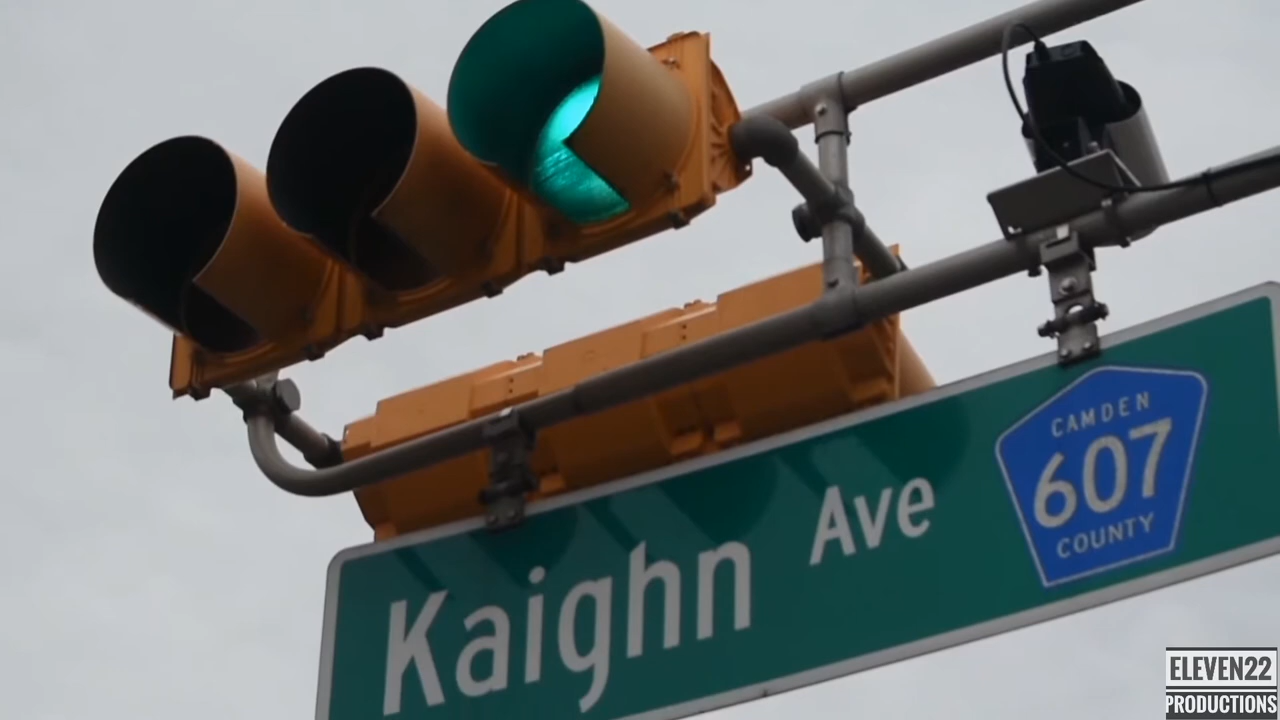 Kaighn Ave
CAMDEN
607
COUNTY
ELEVEN22
PRODUCTIONS